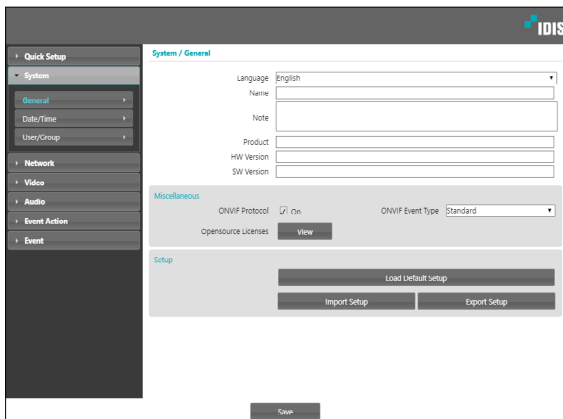 IDIS
Quick Setup
System
General
Date/Time
User/Group
Network
Video
Audio
Event Action
Event
System / General
Language English
Name
Note
Product
HW Version
SW Version
Miscellaneous
ONVIF Protocol On ONVIF Event Type Standard
Opensource Licenses View
Setup
Load Default Setup
Import Setup Export Setup
Save